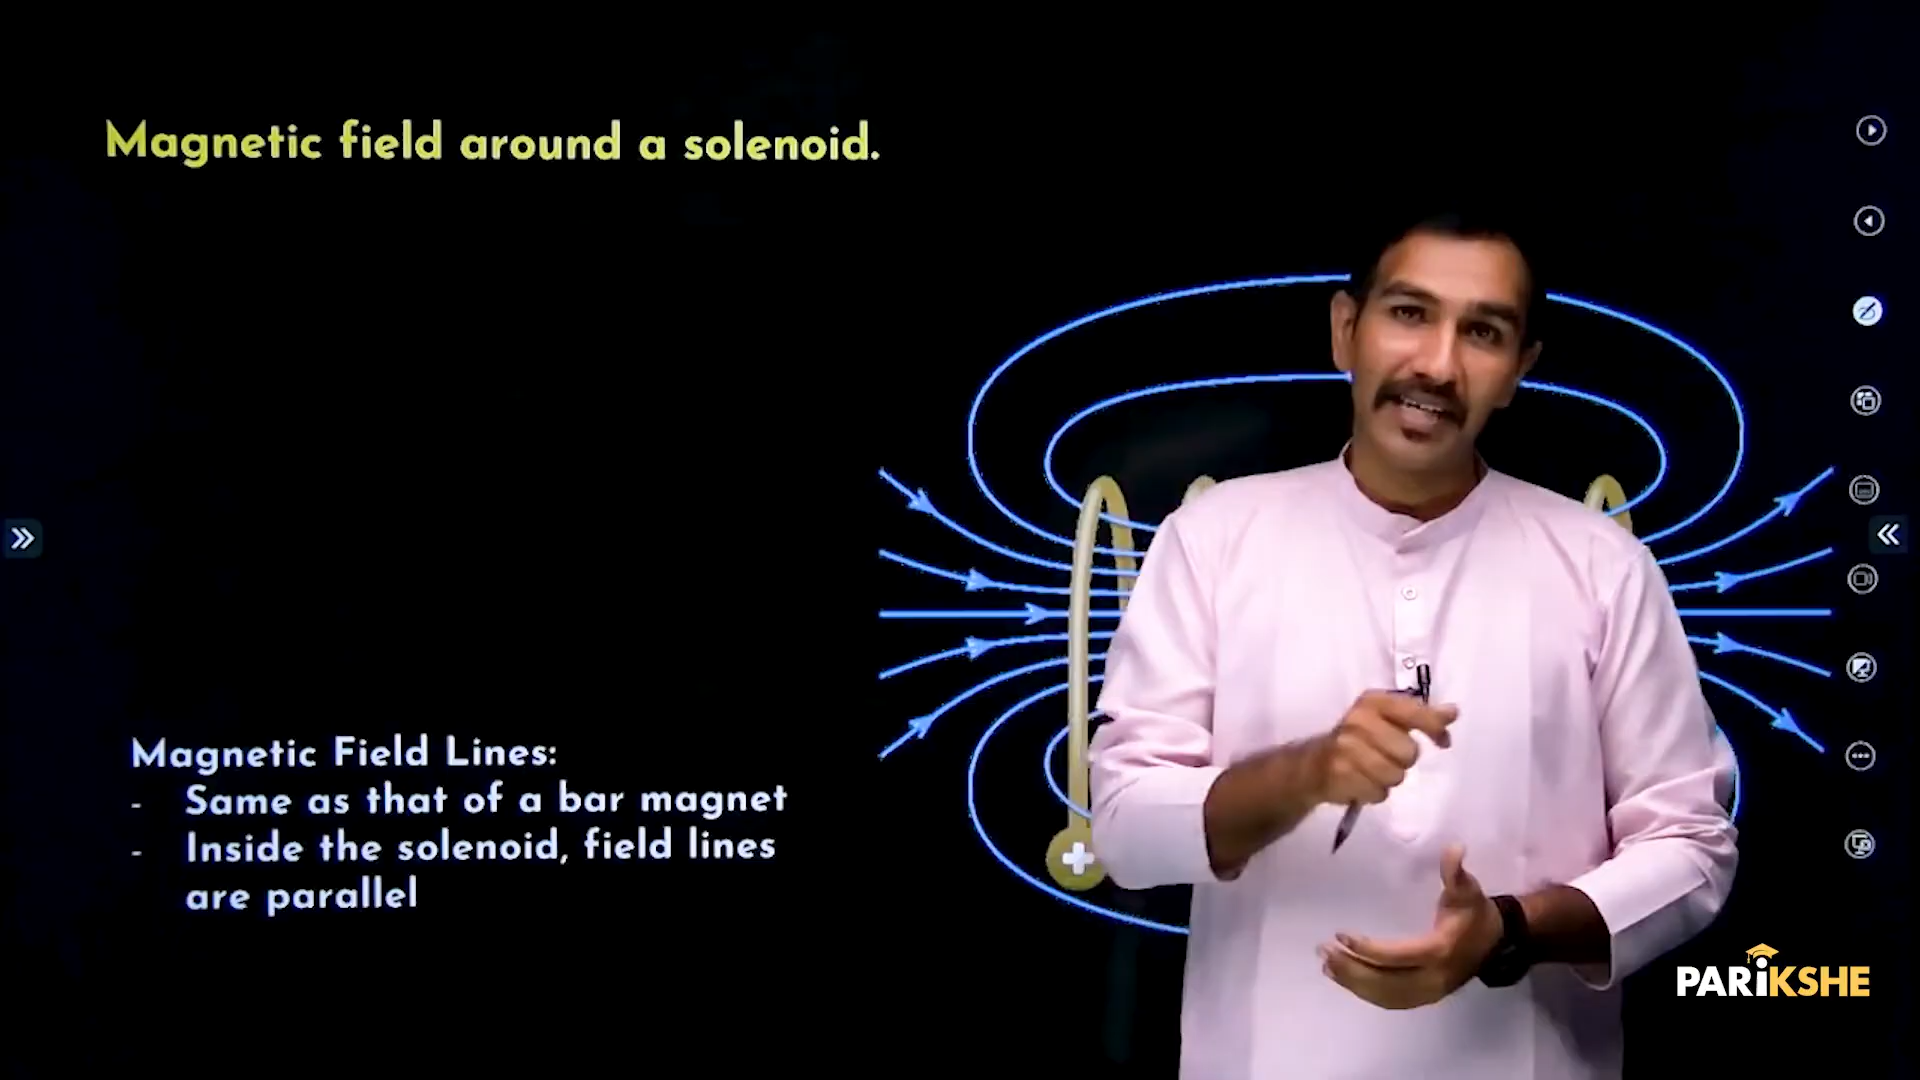 Magnetic field around a solenoid.
Magnetic Field Lines:
- Same as that of a bar magnet
- Inside the solenoid, field lines
are parallel
PARiKSHE